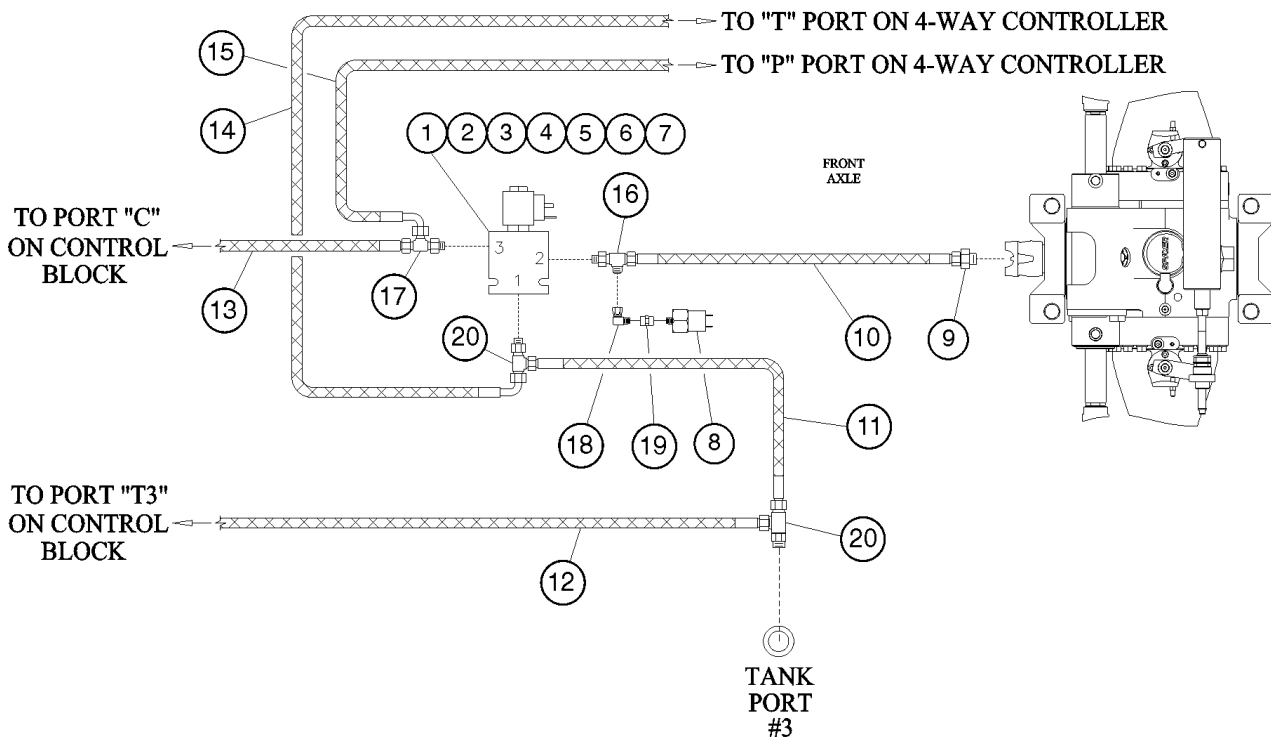 TO "T" PORT ON 4-WAY CONTROLLER
15
TO "P" PORT ON 4-WAY CONTROLLER
14
1 2 3 4 5 6 7
FRONT
AXLE
16
TO PORT "C"
ON CONTROL
BLOCK
3
2
1
17
13
10
9
20
18
19
8
11
TO PORT "T3"
ON CONTROL
BLOCK
20
12
TANK
PORT
#3